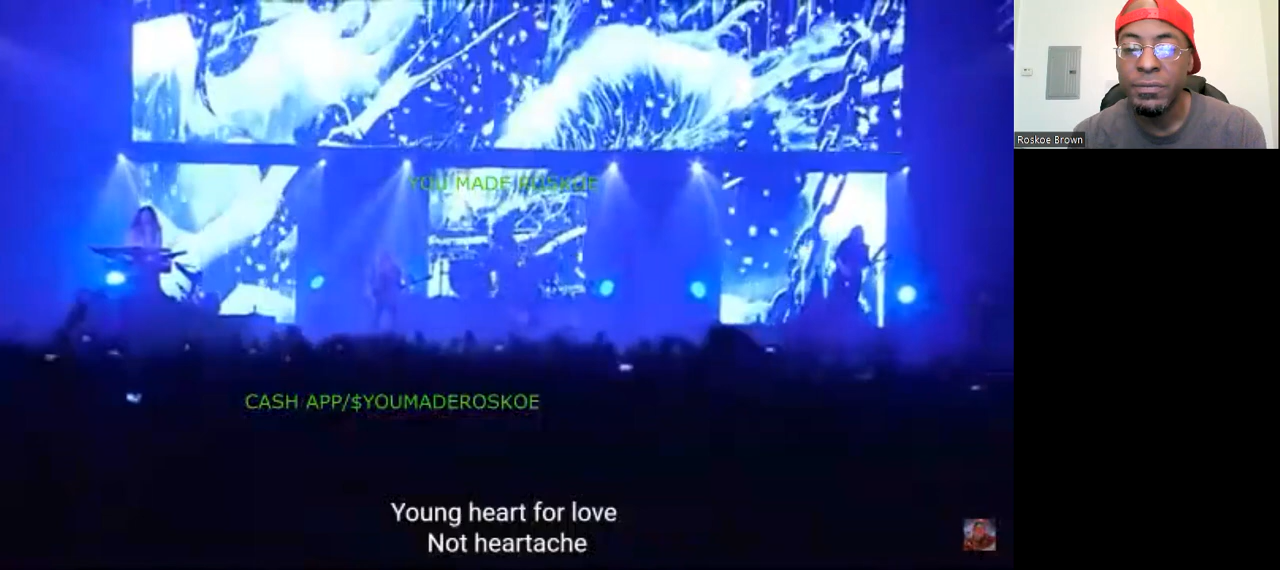 YOU MADE ROSKOE
Roskoe Brown
CASH APP/$YOUMADEROSKOE
Young heart for love
Not heartache